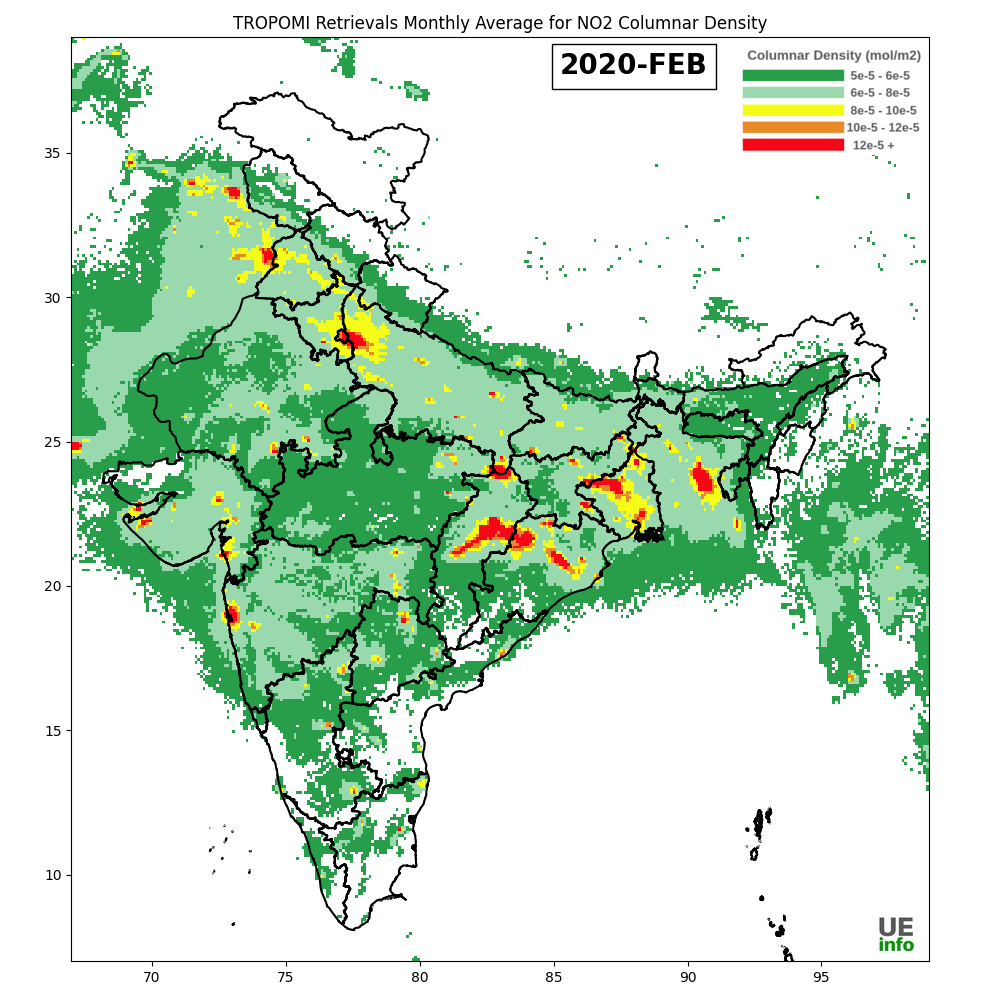 TROPOMI Retrievals Monthly Average for NO2 Columnar Density
2020-FEB
Columnar Density (mol/m2)
5e-5 - 6e-5
6e-5 - 8e-5
8e-5 - 10e-5
10e-5 - 12e-5
12e-5 +
35
30
25
20
15
10
70 75 80 85 90 95
UE
info